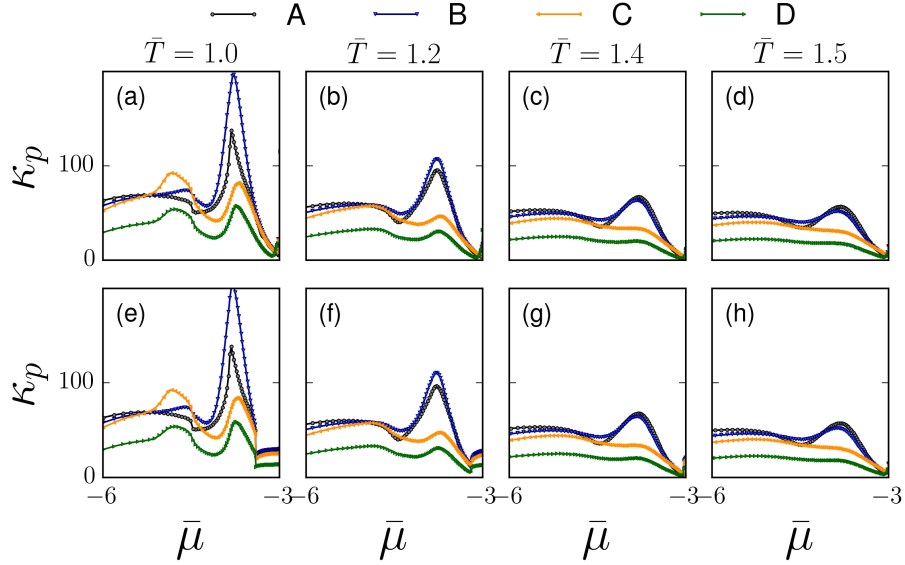 A B C D
T̄ = 1.0 T̄ = 1.2 T̄ = 1.4 T̄ = 1.5
(a) (b) (c) (d)
κp
100
0
(e) (f) (g) (h)
κp
100
0
−6 −3−6 −3−6 −3−6 −3
μ̄ μ̄ μ̄ μ̄